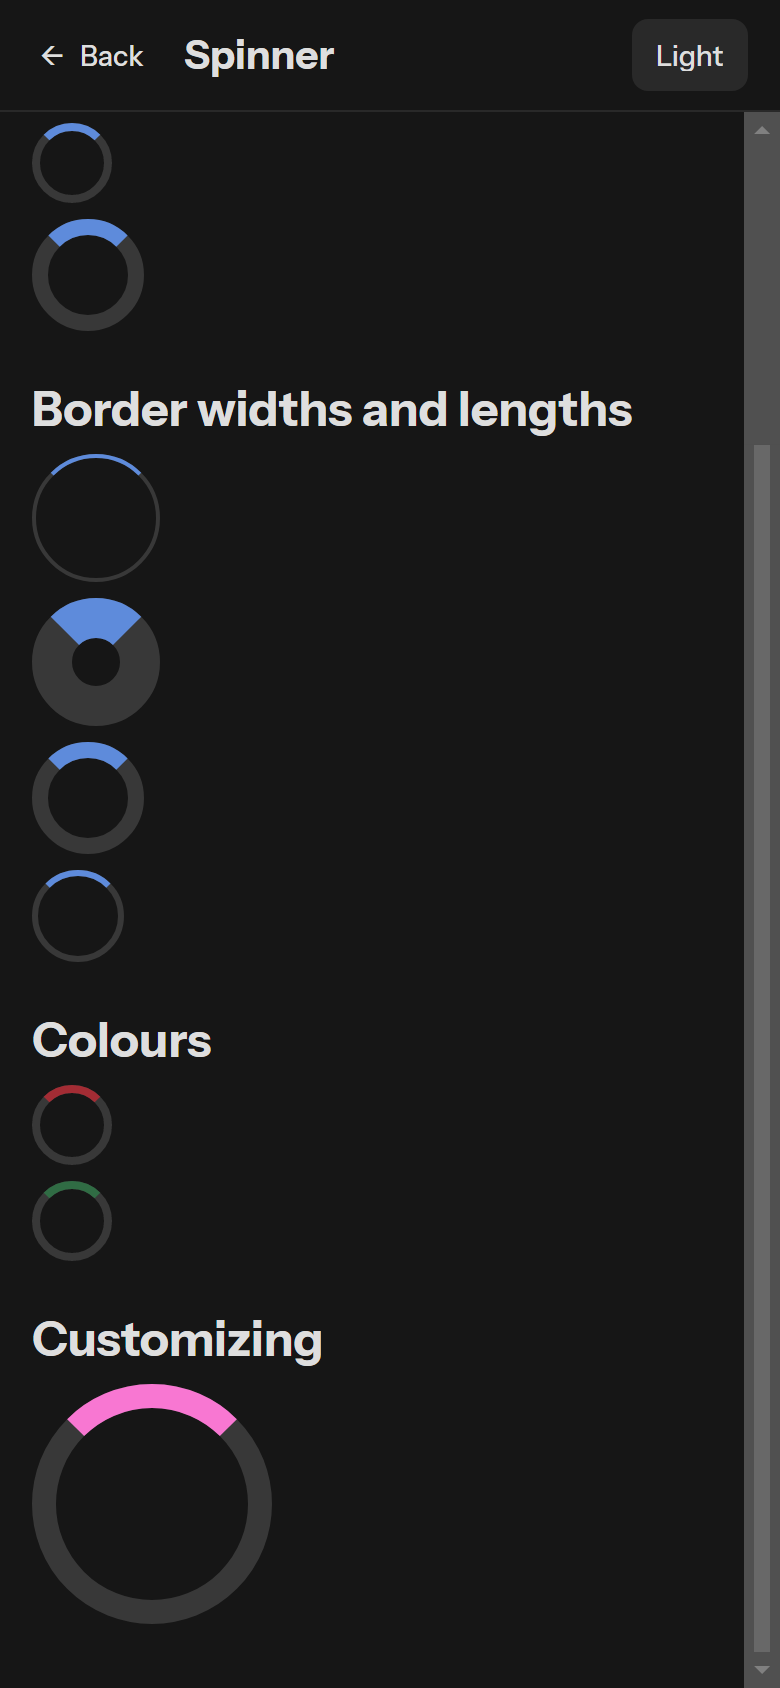 ← Back
Spinner
Light
Border widths and lengths
Colours
Customizing